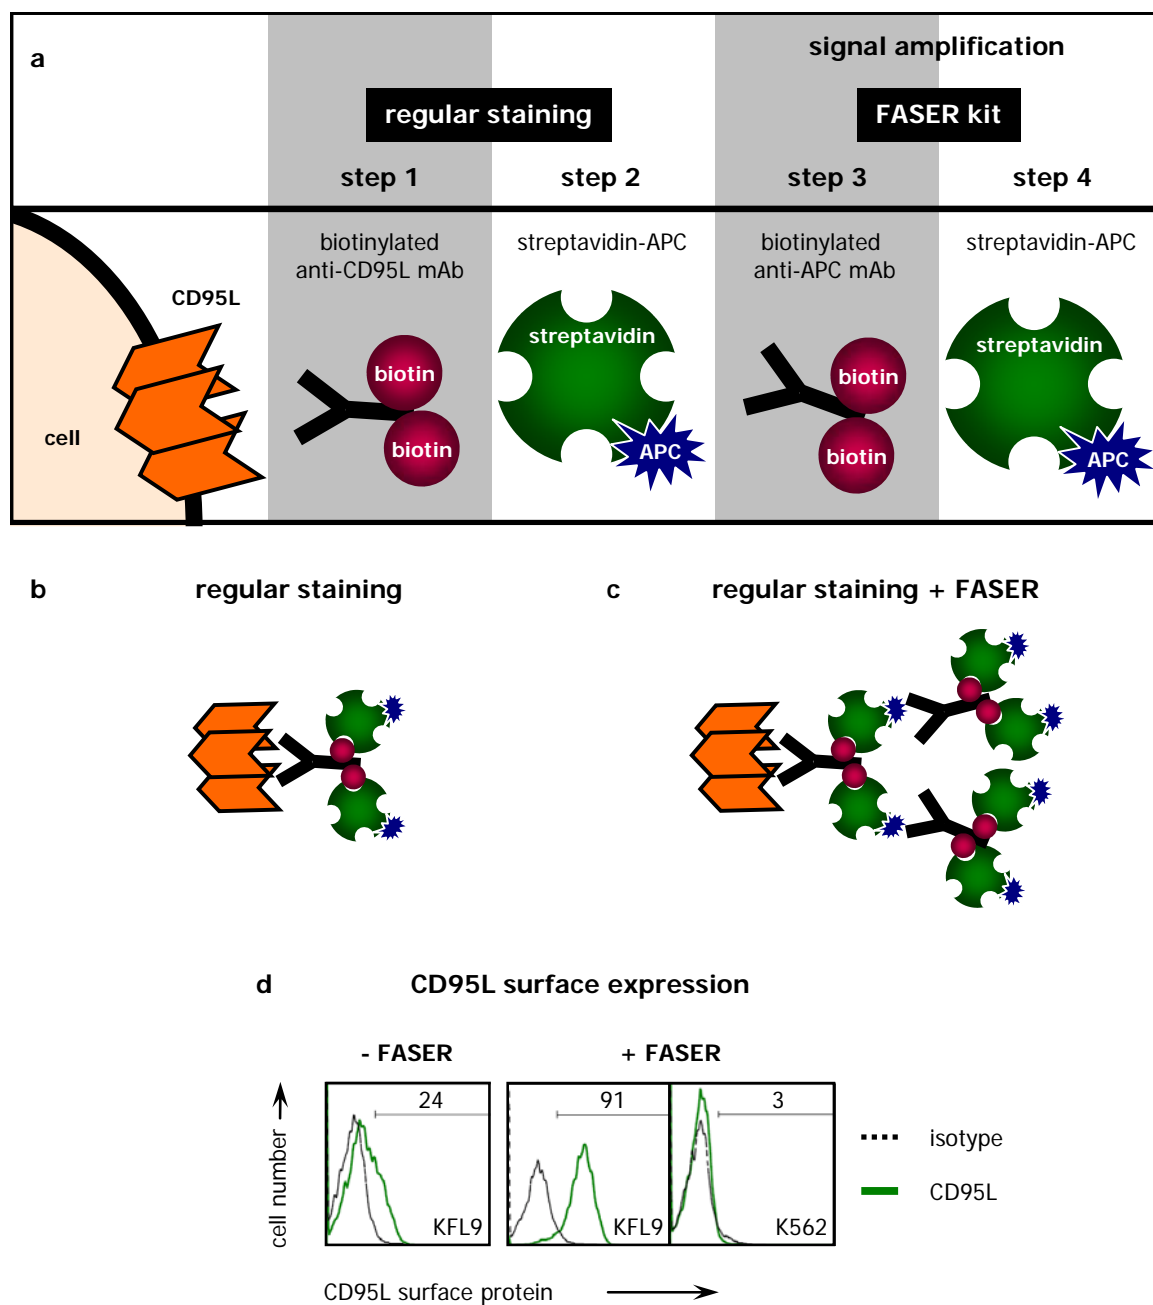 a
signal amplification
regular staining
FASER kit
step 1
step 2
step 3
step 4
biotinylated
anti-CD95L mAb
streptavidin-APC
biotinylated
anti-APC mAb
streptavidin-APC
CD95L
cell
biotin
biotin
streptavidin
APC
biotin
biotin
streptavidin
APC
b
regular staining
c
regular staining + FASER
d
CD95L surface expression
- FASER
+ FASER
cell number
24
KFL9
91
KFL9
3
K562
isotype
CD95L
CD95L surface protein